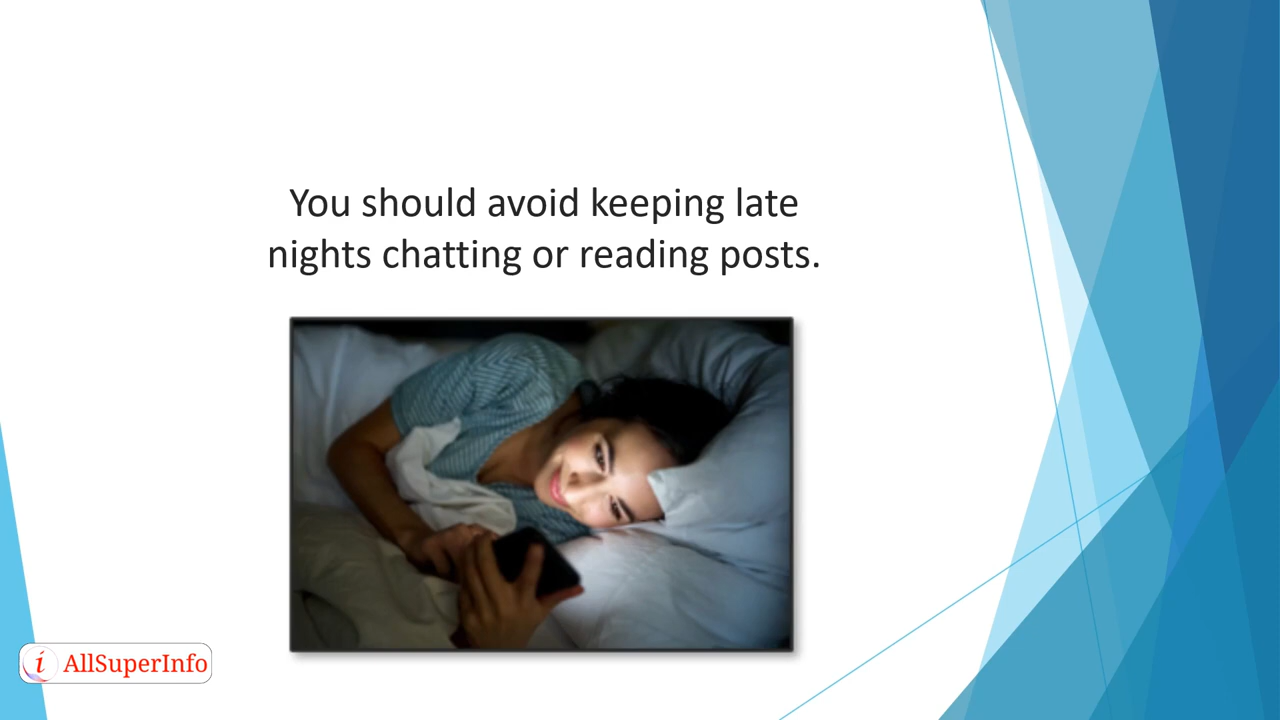 You should avoid keeping late
nights chatting or reading posts.
i AllSuperInfo